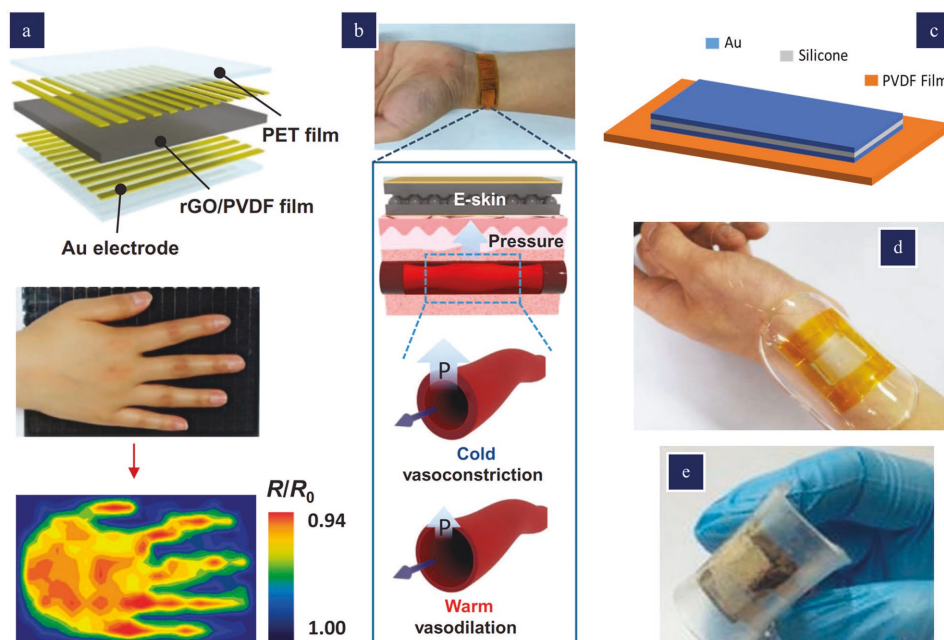 a
PET film
rGO/PVDF film
Au electrode
R/R0
0.94
1.00
b
E-skin
Pressure
P
Cold
vasoconstriction
P
Warm
vasodilation
c
Au
Silicone
PVDF Film
d
e